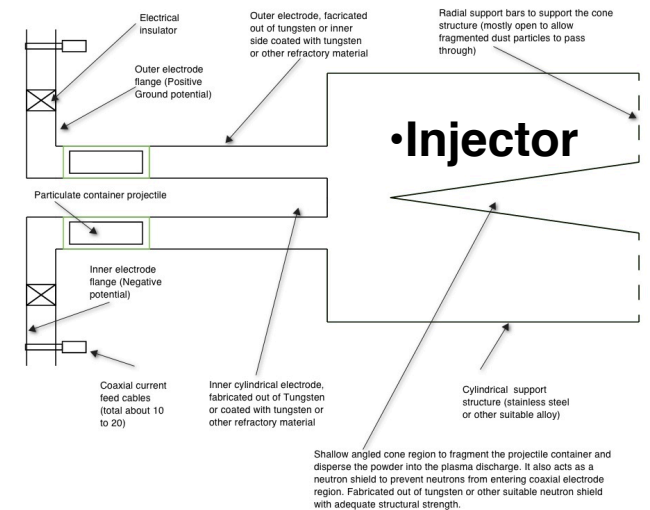 Electrical
insulator
Outer electrode, facricated
out of tungsten or inner
side coated with tungsten
or other refractory material
Radial support bars to support the cone
structure (mostly open to allow
fragmented dust particles to pass
through)
Outer electrode
flange (Positive
Ground potential)
•Injector
Particulate container projectile
Inner electrode
flange (Negative
potential)
Coaxial current
feed cables
(total about 10
to 20)
Inner cylindrical electrode,
fabricated out of Tungsten
or coated with tungsten or
other refractory material
Cylindrical support
structure (stainless steel
or other suitable alloy)
Shallow angled cone region to fragment the projectile container and
disperse the powder into the plasma discharge. It also acts as a
neutron shield to prevent neutrons from entering coaxial electrode
region. Fabricated out of tungsten or other suitable neutron shield
with adequate structural strength.